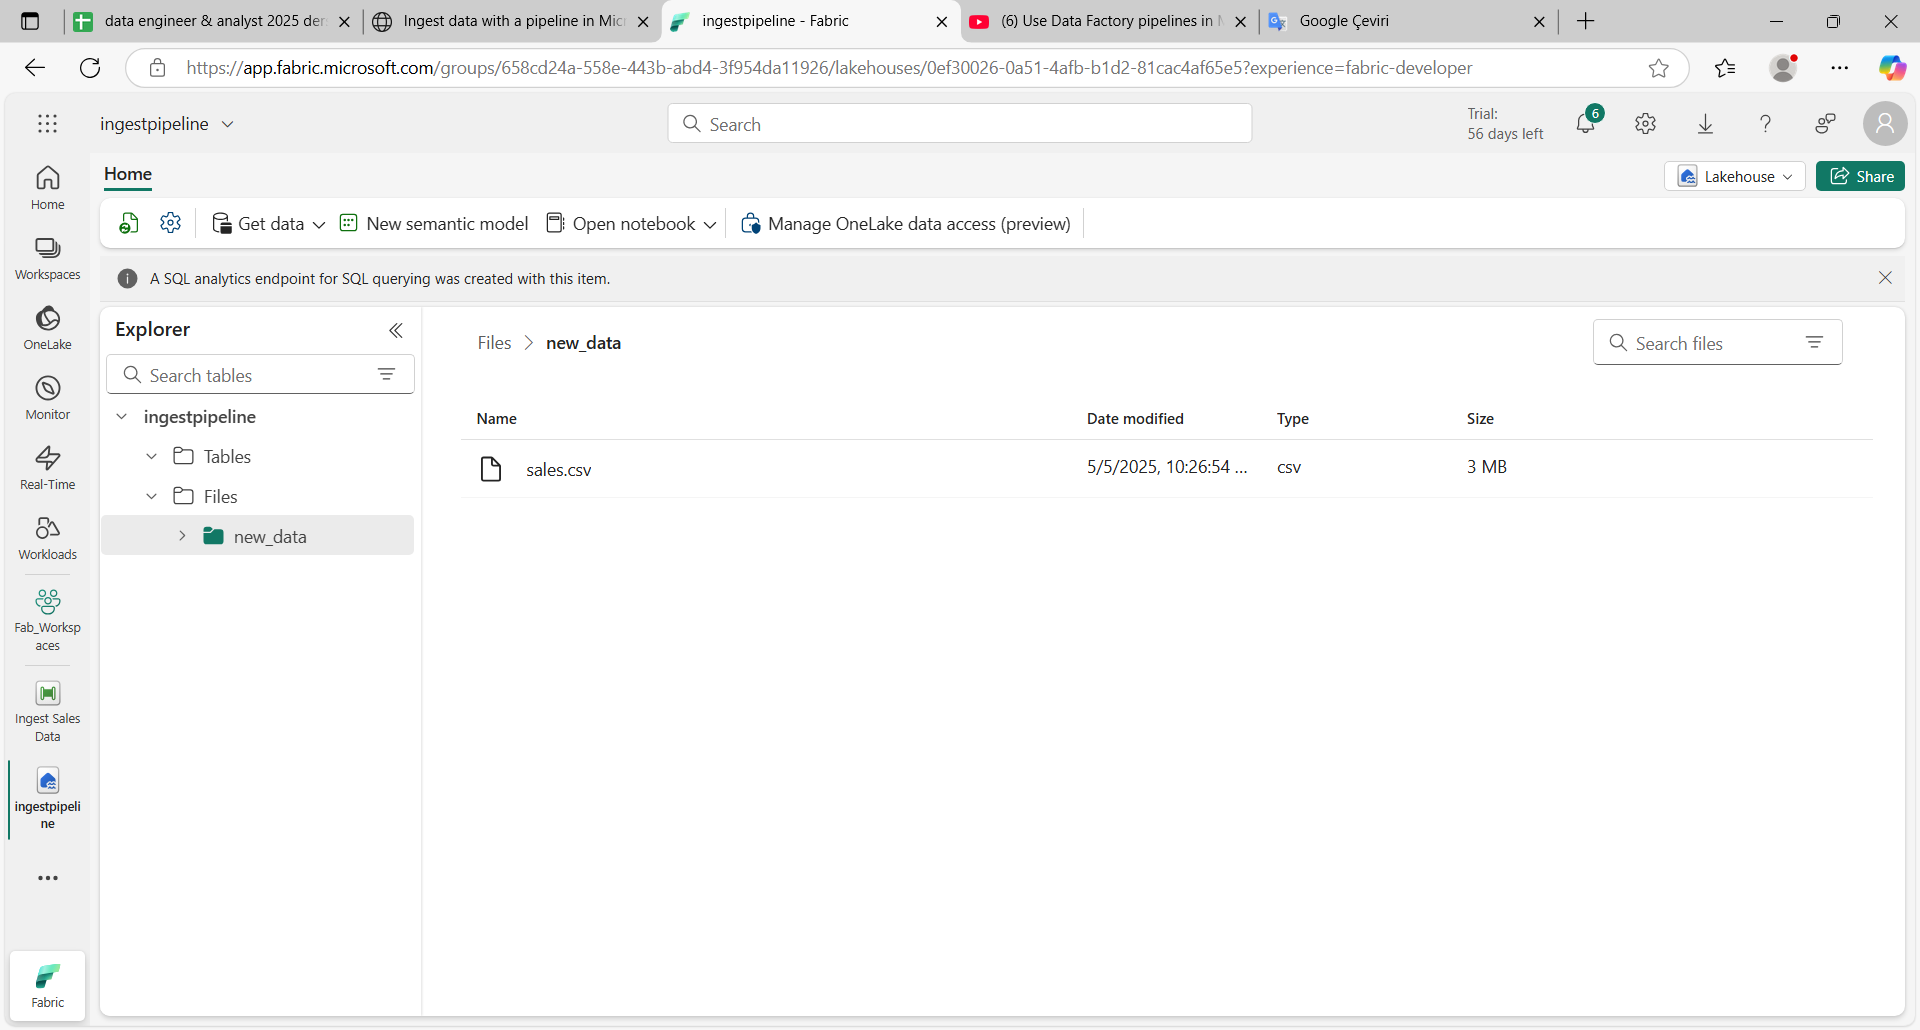 data engineer & analyst 2025 der
Ingest data with a pipeline in Micr
ingestpipeline - Fabric
(6) Use Data Factory pipelines in M
Google Çeviri
https://app.fabric.microsoft.com/groups/658cd24a-558e-443b-abd4-3f954da11926/lakehouses/0ef30026-0a51-4afb-b1d2-81cac4af65e5?experience=fabric-developer
ingestpipeline
Search
Trial:
56 days left
6
Home
Workspaces
OneLake
Monitor
Real-Time
Workloads
Fab_Worksp
aces
Ingest Sales
Data
ingestpipeli
ne
Fabric
Home
Lakehouse
Share
Get data
New semantic model
Open notebook
Manage OneLake data access (preview)
A SQL analytics endpoint for SQL querying was created with this item.
Explorer
Search tables
ingestpipeline
Tables
Files
new_data
Files > new_data
Search files
Name Date modified Type Size
sales.csv 5/5/2025, 10:26:54 ... csv 3 MB